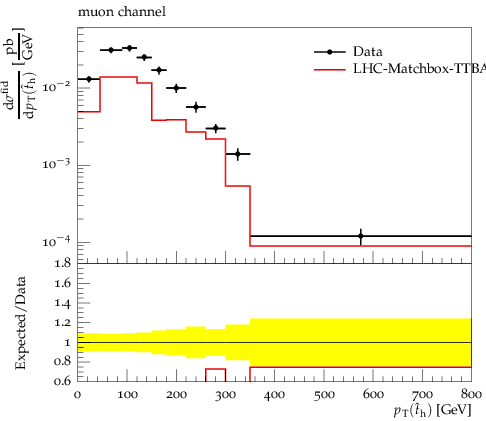 muon channel
dσ^fid/dp_T(t̂_h) [pb/GeV]
Data
LHC-Matchbox-TTBA
10⁻²
10⁻³
10⁻⁴
Expected/Data
1.8
1.6
1.4
1.2
1
0.8
0.6
0 100 200 300 400 500 600 700 800
p_T(t̂_h) [GeV]